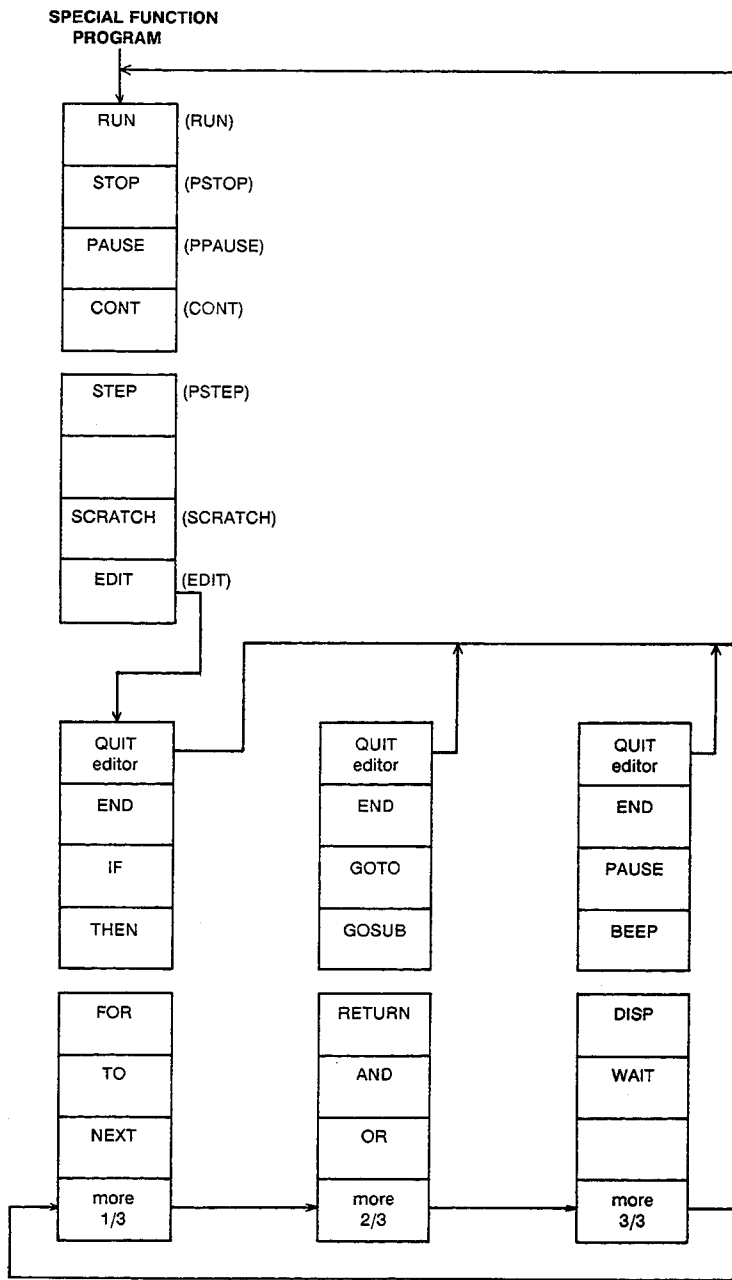 SPECIAL FUNCTION
PROGRAM
RUN (RUN)
STOP (PSTOP)
PAUSE (PPAUSE)
CONT (CONT)
STEP (PSTEP)
SCRATCH (SCRATCH)
EDIT (EDIT)
QUIT
editor
END
IF
THEN
FOR
TO
NEXT
more
1/3
QUIT
editor
END
GOTO
GOSUB
RETURN
AND
OR
more
2/3
QUIT
editor
END
PAUSE
BEEP
DISP
WAIT
more
3/3